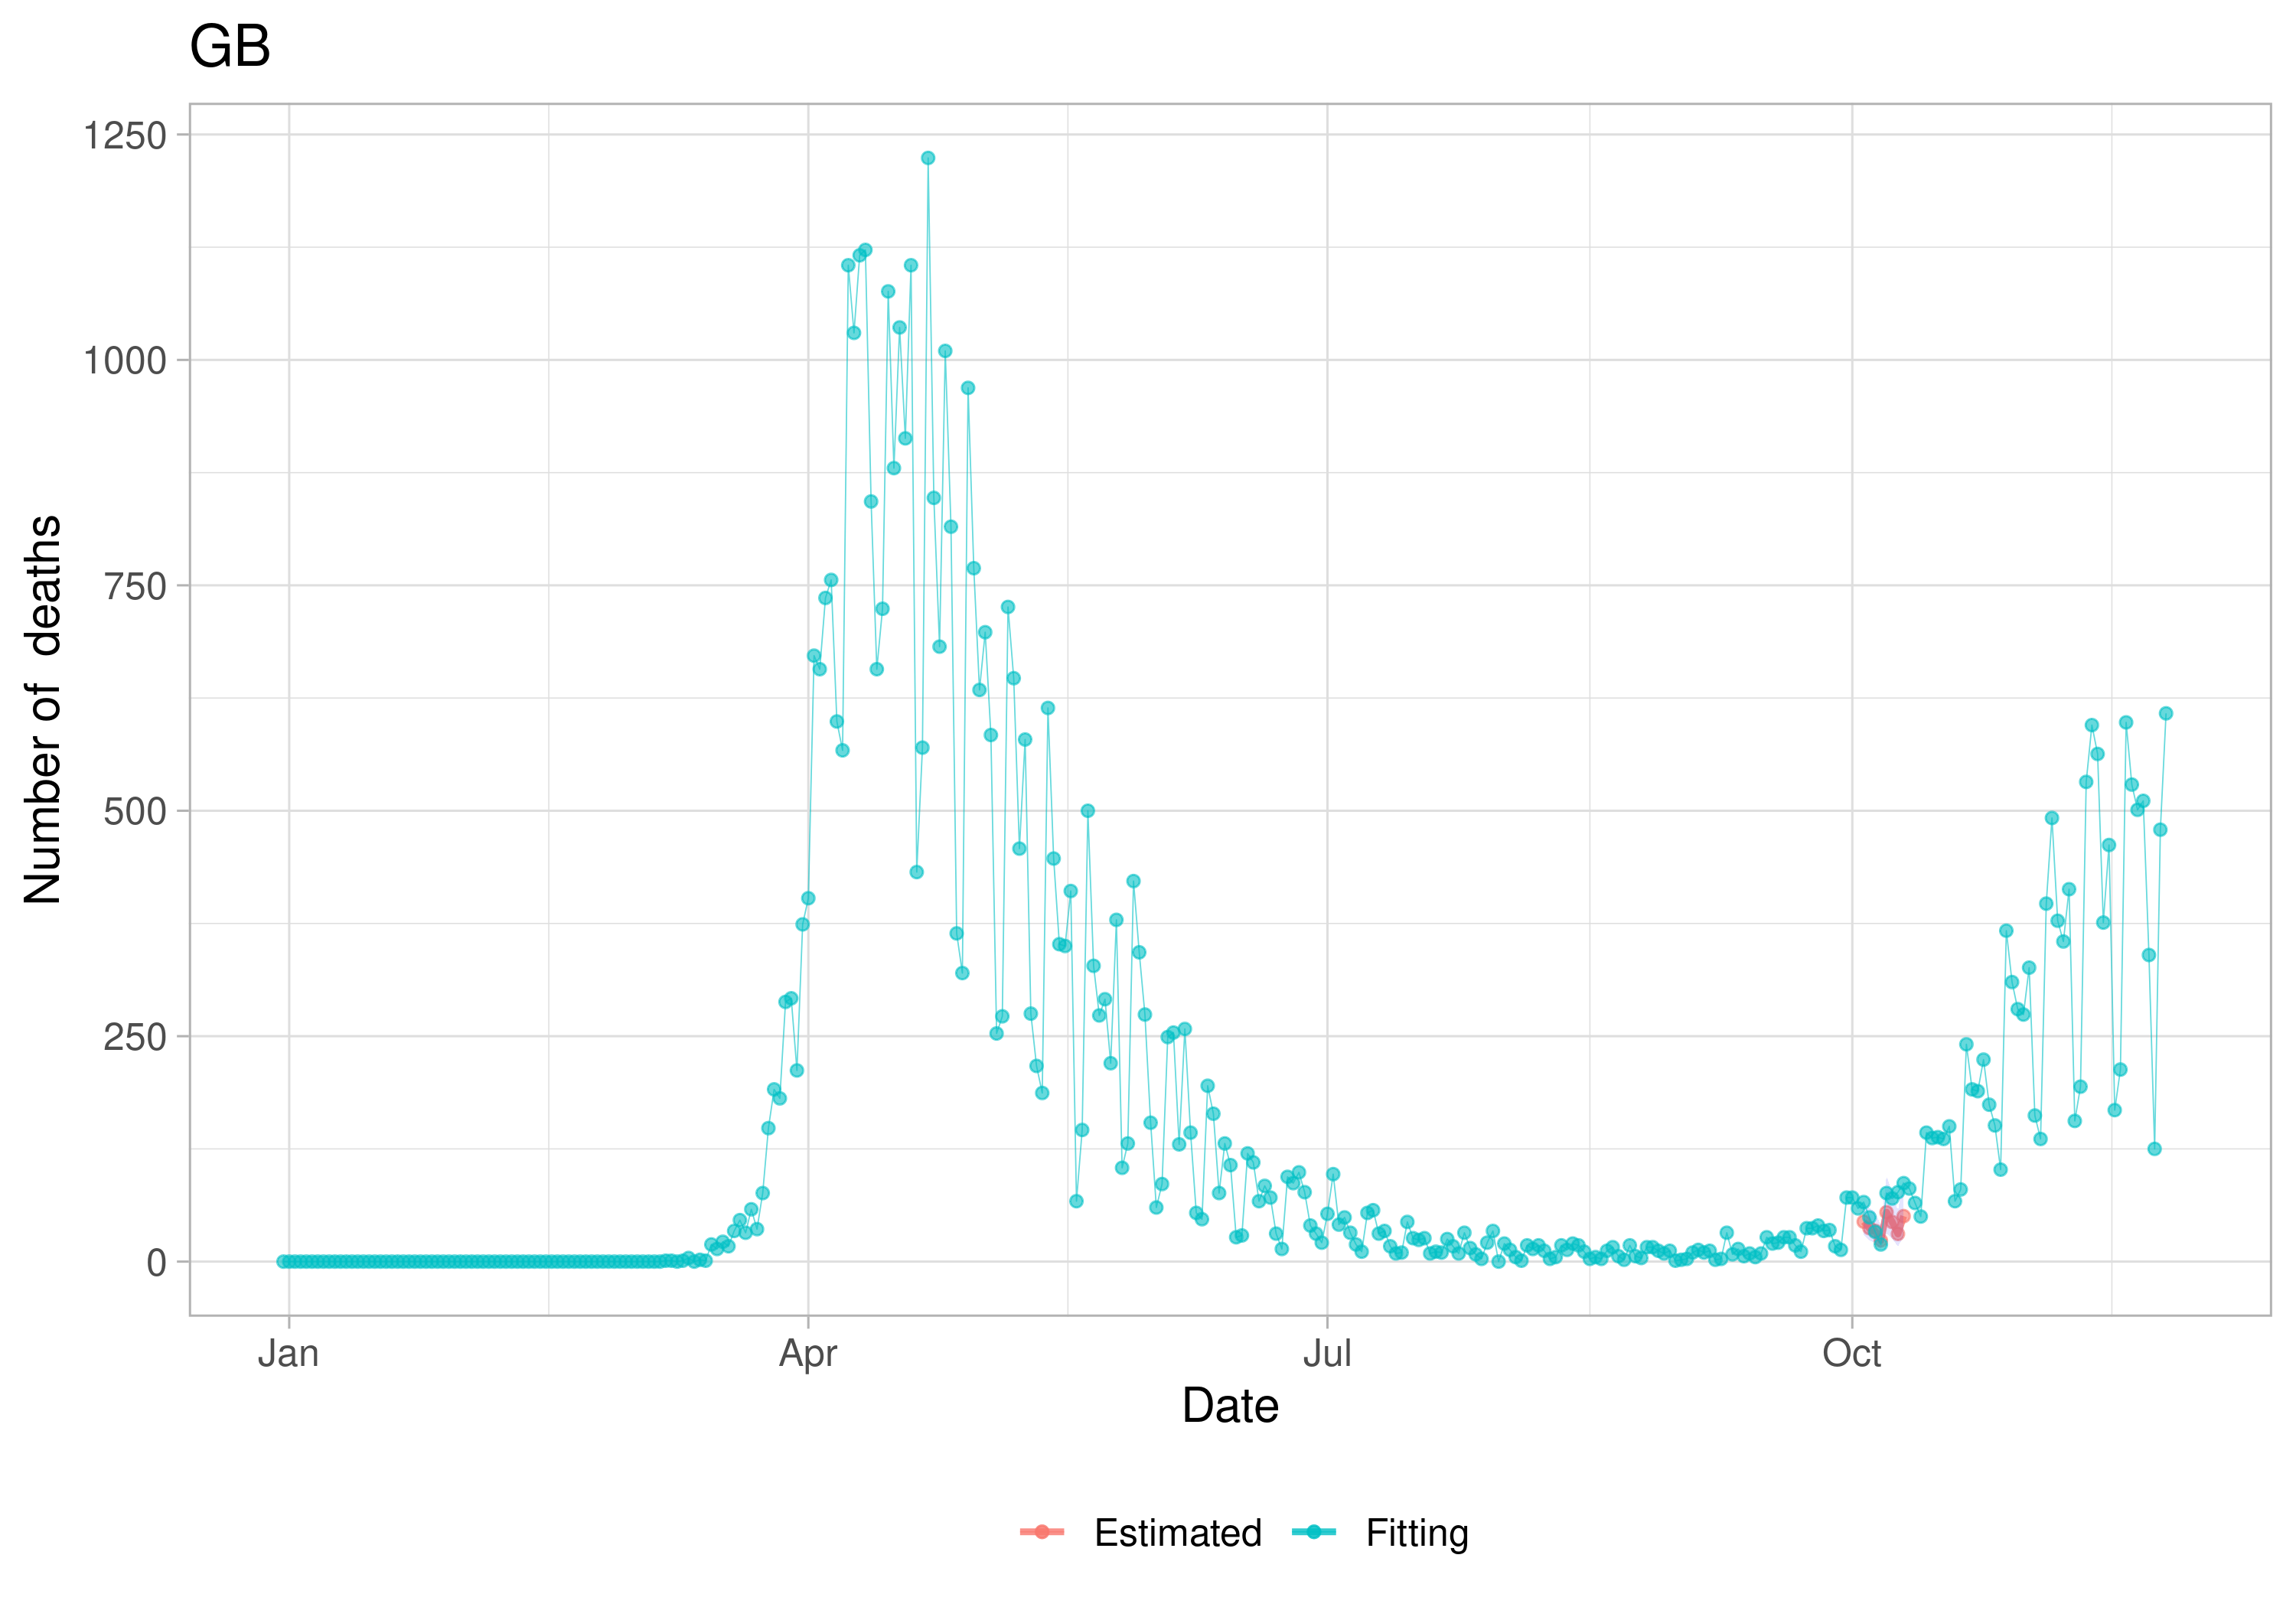 GB
1250
1000
750
500
250
0
Number of deaths
Jan Apr Jul Oct
Date
Estimated Fitting